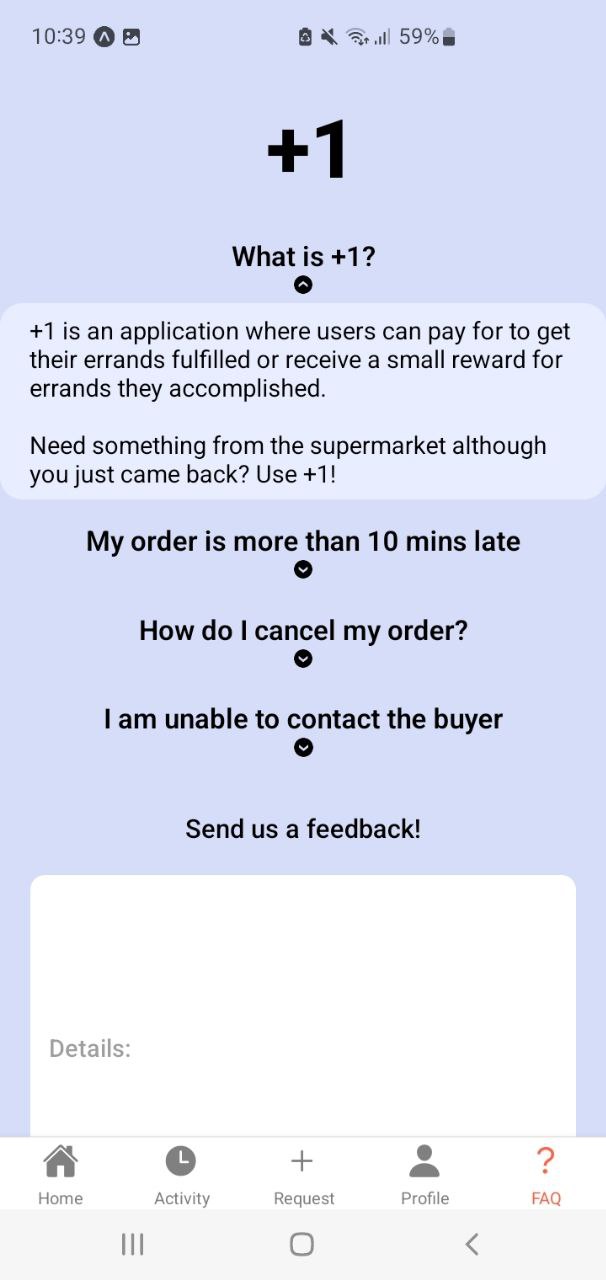 10:39 59%
+1
What is +1?
+1 is an application where users can pay for to get
their errands fulfilled or receive a small reward for
errands they accomplished.
Need something from the supermarket although
you just came back? Use +1!
My order is more than 10 mins late
How do I cancel my order?
I am unable to contact the buyer
Send us a feedback!
Details:
Home Activity Request Profile FAQ